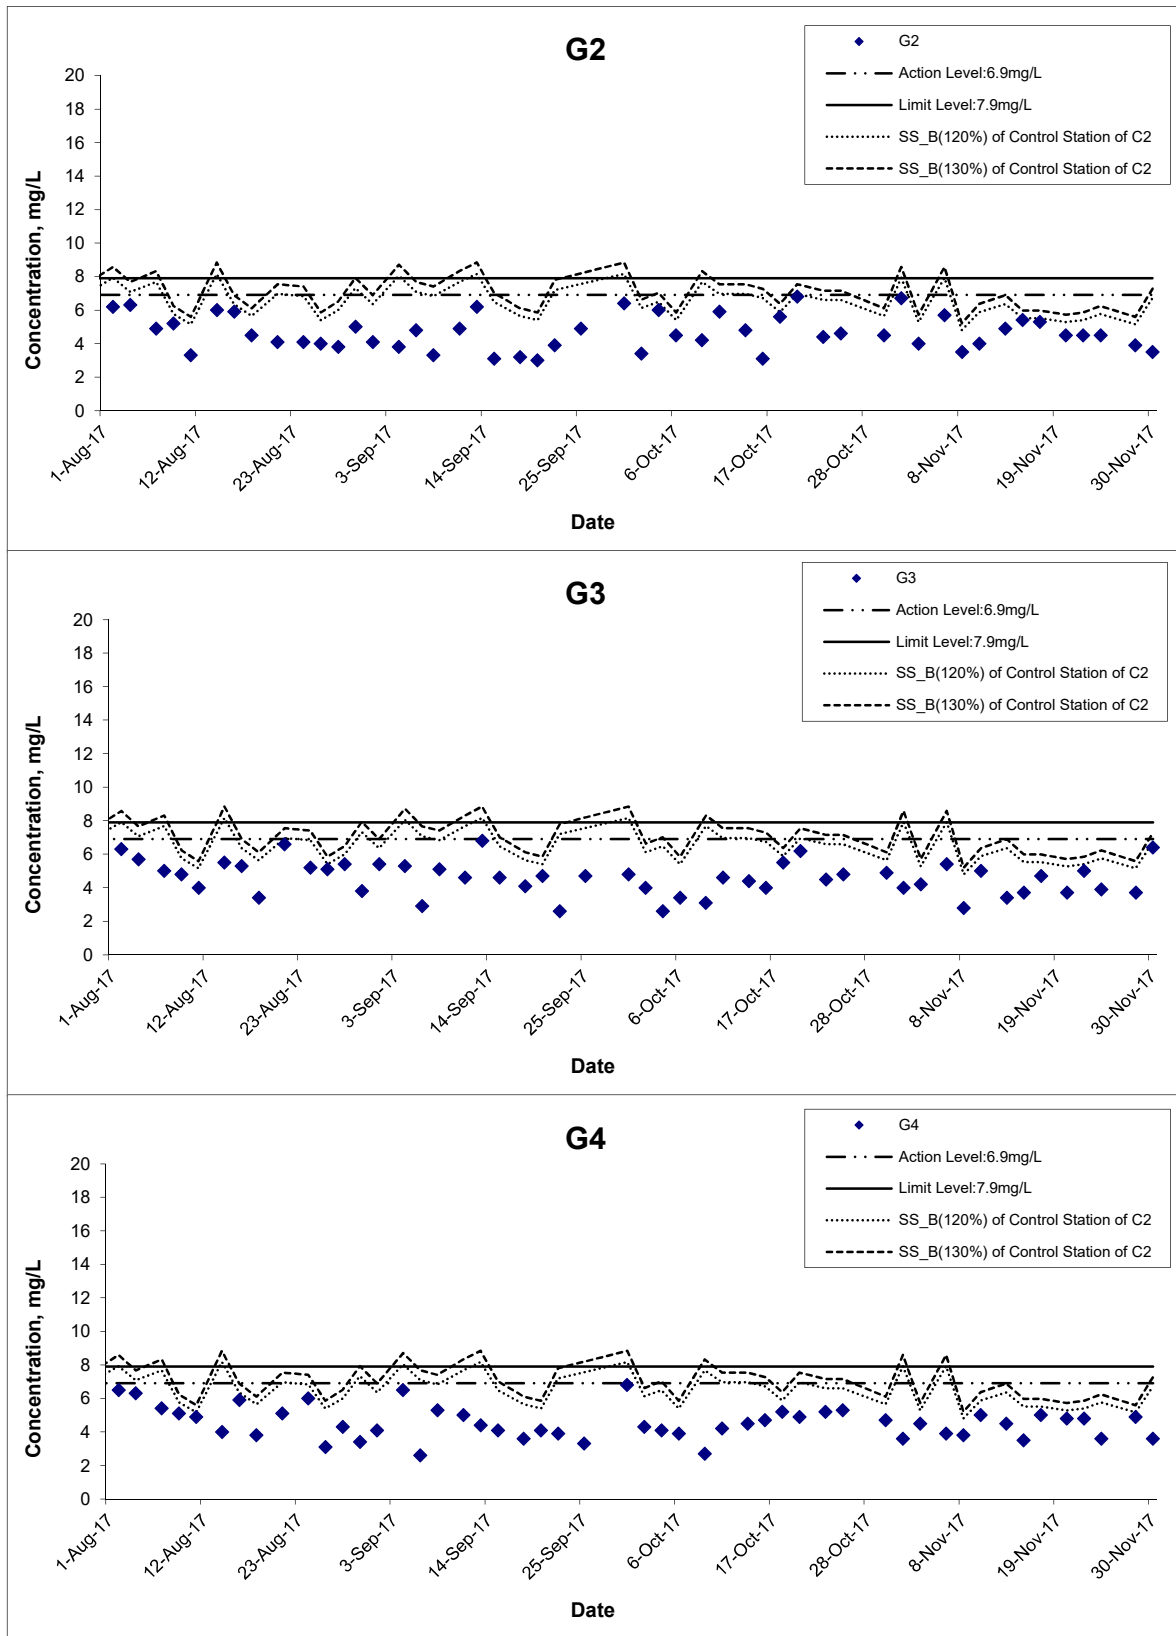 G2
G2
Action Level:6.9mg/L
Limit Level:7.9mg/L
SS_B(120%) of Control Station of C2
SS_B(130%) of Control Station of C2
Concentration, mg/L
20
18
16
14
12
10
8
6
4
2
0
1-Aug-17
12-Aug-17
23-Aug-17
3-Sep-17
14-Sep-17
25-Sep-17
6-Oct-17
17-Oct-17
28-Oct-17
8-Nov-17
19-Nov-17
30-Nov-17
Date
G3
G3
Action Level:6.9mg/L
Limit Level:7.9mg/L
SS_B(120%) of Control Station of C2
SS_B(130%) of Control Station of C2
Concentration, mg/L
20
18
16
14
12
10
8
6
4
2
0
1-Aug-17
12-Aug-17
23-Aug-17
3-Sep-17
14-Sep-17
25-Sep-17
6-Oct-17
17-Oct-17
28-Oct-17
8-Nov-17
19-Nov-17
30-Nov-17
Date
G4
G4
Action Level:6.9mg/L
Limit Level:7.9mg/L
SS_B(120%) of Control Station of C2
SS_B(130%) of Control Station of C2
Concentration, mg/L
20
18
16
14
12
10
8
6
4
2
0
1-Aug-17
12-Aug-17
23-Aug-17
3-Sep-17
14-Sep-17
25-Sep-17
6-Oct-17
17-Oct-17
28-Oct-17
8-Nov-17
19-Nov-17
30-Nov-17
Date